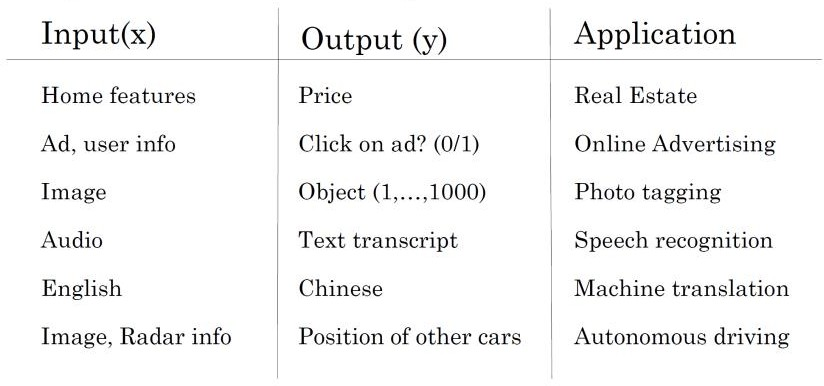 Input(x) Output (y) Application
Home features Price Real Estate
Ad, user info Click on ad? (0/1) Online Advertising
Image Object (1,...,1000) Photo tagging
Audio Text transcript Speech recognition
English Chinese Machine translation
Image, Radar info Position of other cars Autonomous driving